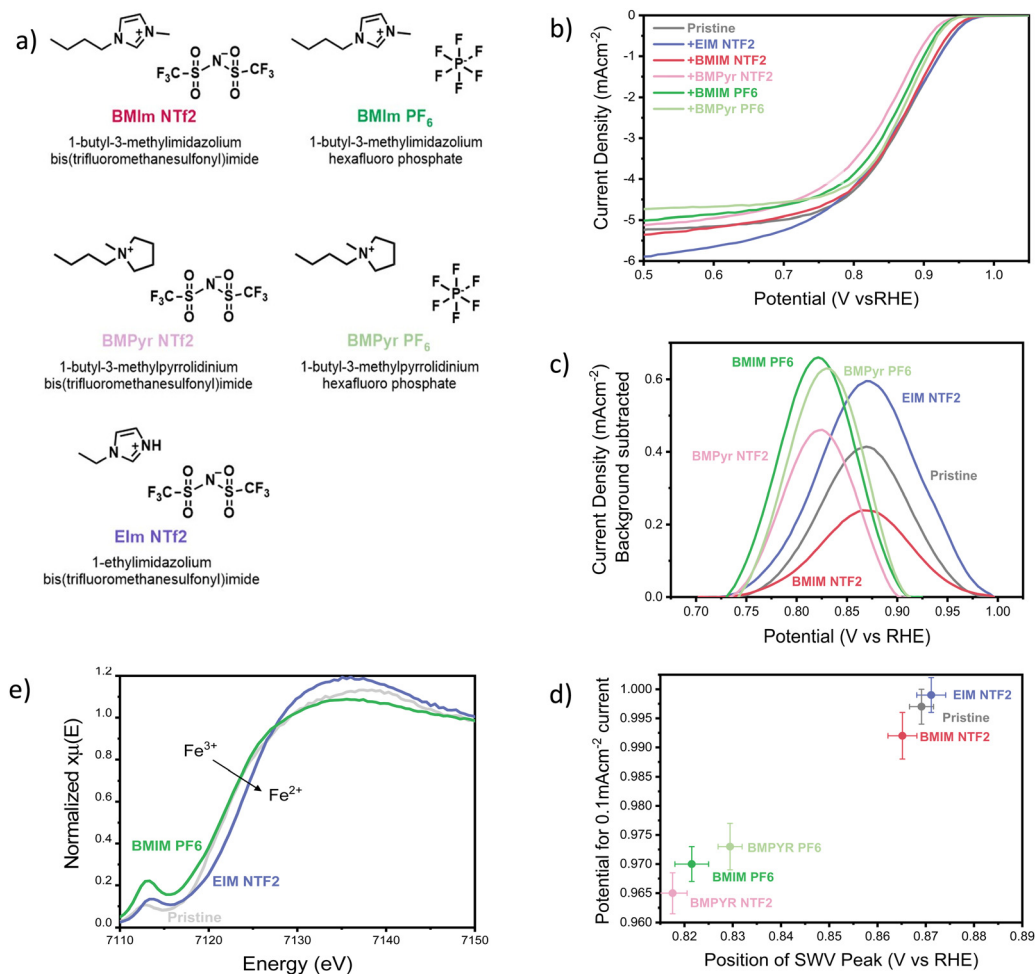 a)
N
+
N
F₃C
S
O
O
N
−
S
O
O
CF₃
BMIm NTf2
1-butyl-3-methylimidazolium
bis(trifluoromethanesulfonyl)imide
N
+
N
F
F
F
P
F
F
F
BMIm PF₆
1-butyl-3-methylimidazolium
hexafluoro phosphate
N
+
F₃C
S
O
O
N
−
S
O
O
CF₃
BMPyr NTf2
1-butyl-3-methylpyrrolidinium
bis(trifluoromethanesulfonyl)imide
N
+
F
F
F
P
F
F
F
BMPyr PF₆
1-butyl-3-methylpyrrolidinium
hexafluoro phosphate
N
+
NH
F₃C
S
O
O
N
−
S
O
O
CF₃
EIm NTf2
1-ethylimidazolium
bis(trifluoromethanesulfonyl)imide
b)
Current Density (mAcm⁻²)
0
-1
-2
-3
-4
-5
-6
Pristine
+EIM NTF2
+BMIM NTF2
+BMPyr NTF2
+BMIM PF6
+BMPyr PF6
0.5 0.6 0.7 0.8 0.9 1.0
Potential (V vsRHE)
c)
Current Density (mAcm⁻²)
Background subtracted
0.6
0.4
0.2
0.0
BMIM PF6
BMPyr PF6
EIM NTF2
BMPyr NTF2
Pristine
BMIM NTF2
0.70 0.75 0.80 0.85 0.90 0.95 1.00
Potential (V vs RHE)
e)
Normalized xμ(E)
1.2
1.0
0.8
0.6
0.4
0.2
0.0
Fe³⁺
Fe²⁺
BMIM PF6
EIM NTF2
Pristine
7110 7120 7130 7140 7150
Energy (eV)
d)
Potential for 0.1mAcm⁻² current
1.000
0.995
0.990
0.985
0.980
0.975
0.970
0.965
0.960
EIM NTF2
Pristine
BMIM NTF2
BMPYR PF6
BMIM PF6
BMPYR NTF2
0.82 0.83 0.84 0.85 0.86 0.87 0.88 0.89
Position of SWV Peak (V vs RHE)